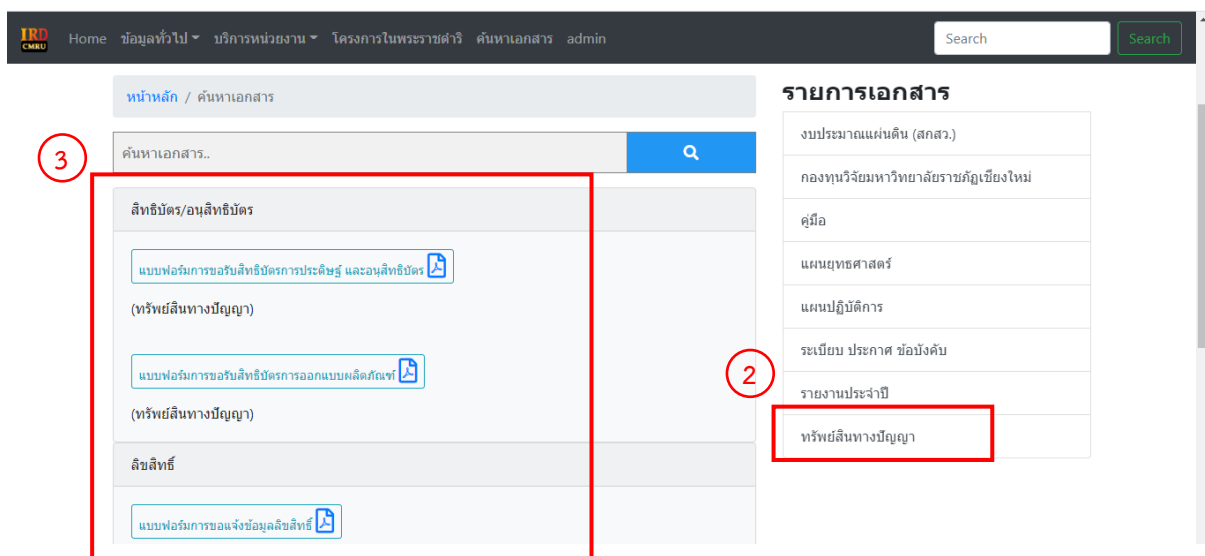 IRD
CMRU
Home ข้อมูลทั่วไป บริการหน่วยงาน โครงการในพระราชดำริ ค้นหาเอกสาร admin
Search
Search
หน้าหลัก / ค้นหาเอกสาร
3
ค้นหาเอกสาร..
สิทธิบัตร/อนุสิทธิบัตร
แบบฟอร์มการขอรับสิทธิบัตรการประดิษฐ์ และอนุสิทธิบัตร
(ทรัพย์สินทางปัญญา)
แบบฟอร์มการขอรับสิทธิบัตรการออกแบบผลิตภัณฑ์
(ทรัพย์สินทางปัญญา)
ลิขสิทธิ์
แบบฟอร์มการขอแจ้งข้อมูลลิขสิทธิ์
รายการเอกสาร
งบประมาณแผ่นดิน (สกสว.)
กองทุนวิจัยมหาวิทยาลัยราชภัฏเชียงใหม่
คู่มือ
แผนยุทธศาสตร์
แผนปฏิบัติการ
ระเบียบ ประกาศ ข้อบังคับ
2
รายงานประจำปี
ทรัพย์สินทางปัญญา